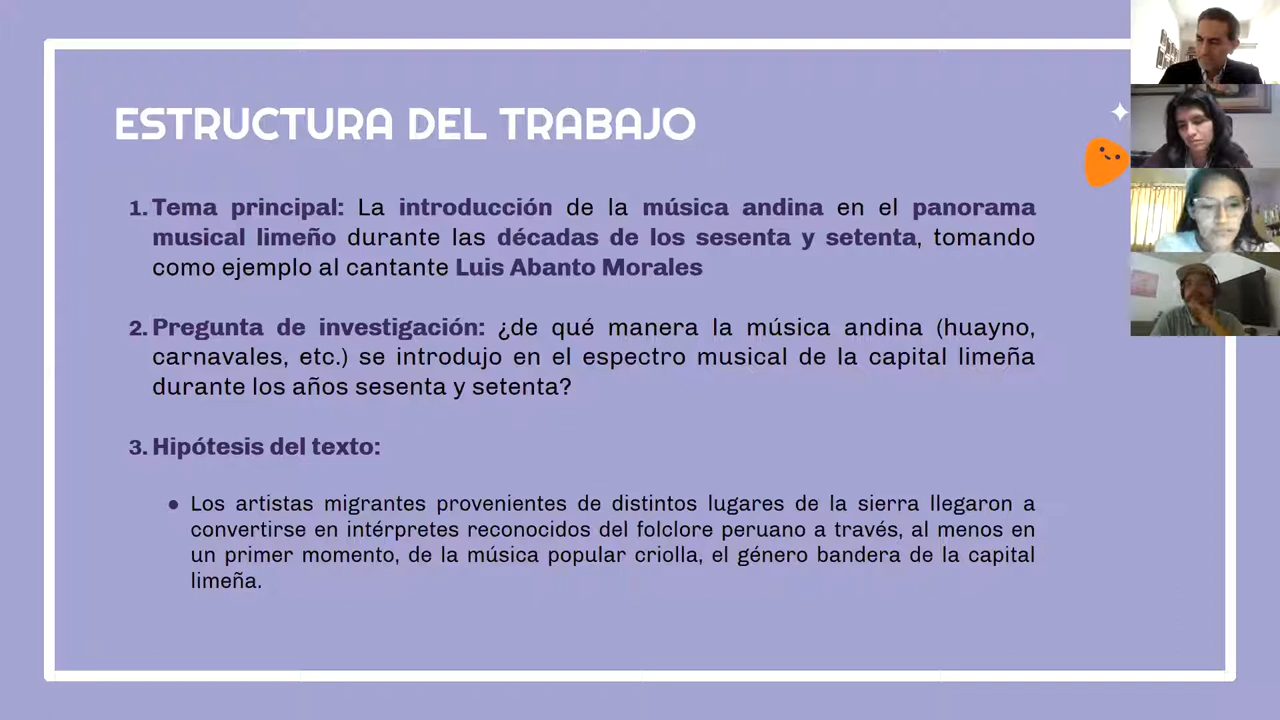 ESTRUCTURA DEL TRABAJO
1. Tema principal: La introducción de la música andina en el panorama
musical limeño durante las décadas de los sesenta y setenta, tomando
como ejemplo al cantante Luis Abanto Morales
2. Pregunta de investigación: ¿de qué manera la música andina (huayno,
carnavales, etc.) se introdujo en el espectro musical de la capital limeña
durante los años sesenta y setenta?
3. Hipótesis del texto:
● Los artistas migrantes provenientes de distintos lugares de la sierra llegaron a
convertirse en intérpretes reconocidos del folclore peruano a través, al menos en
un primer momento, de la música popular criolla, el género bandera de la capital
limeña.